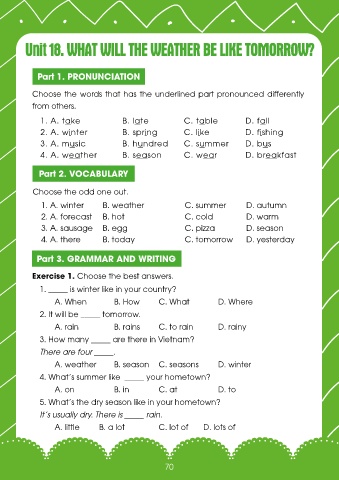 Unit 18. WHAT WILL THE WEATHER BE LIKE TOMORROW?
Part 1. PRONUNCIATION
Choose the words that has the underlined part pronounced differently
from others.
1. A. take B. late C. table D. fall
2. A. winter B. spring C. like D. fishing
3. A. music B. hundred C. summer D. bus
4. A. weather B. season C. wear D. breakfast
Part 2. VOCABULARY
Choose the odd one out.
1. A. winter B. weather C. summer D. autumn
2. A. forecast B. hot C. cold D. warm
3. A. sausage B. egg C. pizza D. season
4. A. there B. today C. tomorrow D. yesterday
Part 3. GRAMMAR AND WRITING
Exercise 1. Choose the best answers.
1. _____ is winter like in your country?
A. When B. How C. What D. Where
2. It will be _____ tomorrow.
A. rain B. rains C. to rain D. rainy
3. How many _____ are there in Vietnam?
There are four _____.
A. weather B. season C. seasons D. winter
4. What's summer like _____ your hometown?
A. on B. in C. at D. to
5. What's the dry season like in your hometown?
It's usually dry. There is _____ rain.
A. little B. a lot C. lot of D. lots of
70